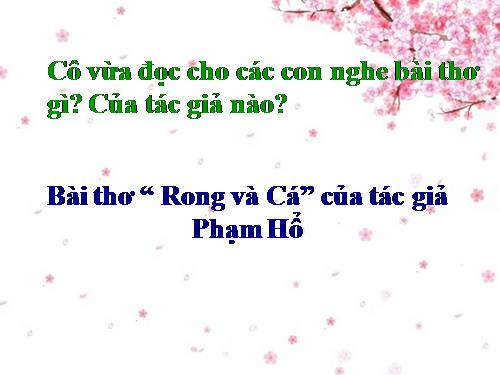 Cô vừa đọc cho các con nghe bài thơ
gì? Của tác giả nào?
Bài thơ “ Rong và Cá” của tác giả
Phạm Hổ